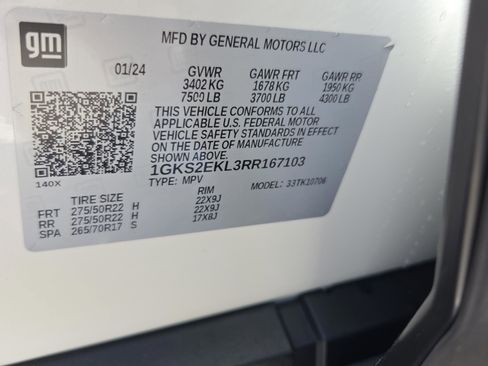 gm
MFD BY GENERAL MOTORS LLC
01/24 GVWR GAWR FRT GAWR RR
3402 KG 1678 KG 1950 KG
7500 LB 3700 LB 4300 LB
THIS VEHICLE CONFORMS TO ALL
APPLICABLE U.S. FEDERAL MOTOR
VEHICLE SAFETY STANDARDS IN EFFECT ON
THE DATE OF MANUFACTURE
SHOWN ABOVE.
1GKS2EKL3RR167103
140X TYPE: MPV MODEL: 33TK10706
TIRE SIZE RIM
FRT 275/50R22 H 22X9J
RR 275/50R22 H 22X9J
SPA 265/70R17 S 17X8J